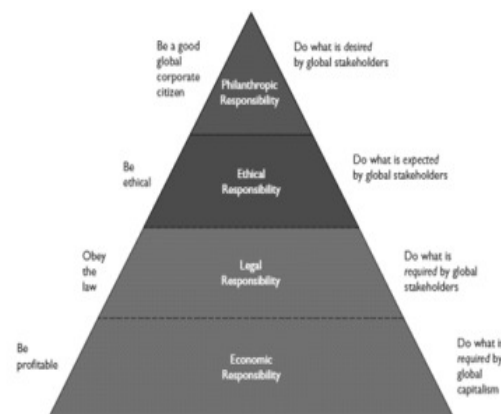 Be a good
global
corporate
citizen
Philanthropic
Responsibility
Do what is desired
by global stakeholders
Be
ethical
Ethical
Responsibility
Do what is expected
by global stakeholders
Obey
the
law
Legal
Responsibility
Do what is
required by global
stakeholders
Be
profitable
Economic
Responsibility
Do what is
required by
global
capitalism